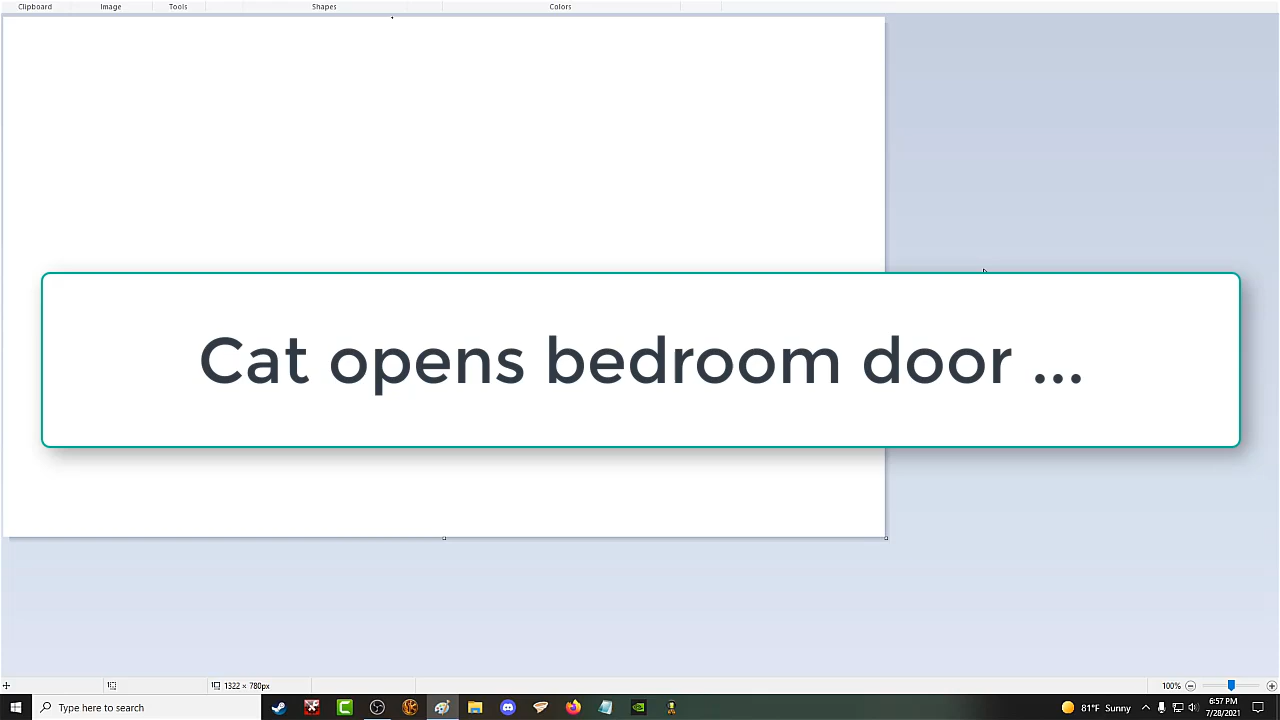 Clipboard Image Tools Shapes Colors
Cat opens bedroom door ...
1322 × 780px 100%
Type here to search 81°F Sunny 6:57 PM
7/28/2021